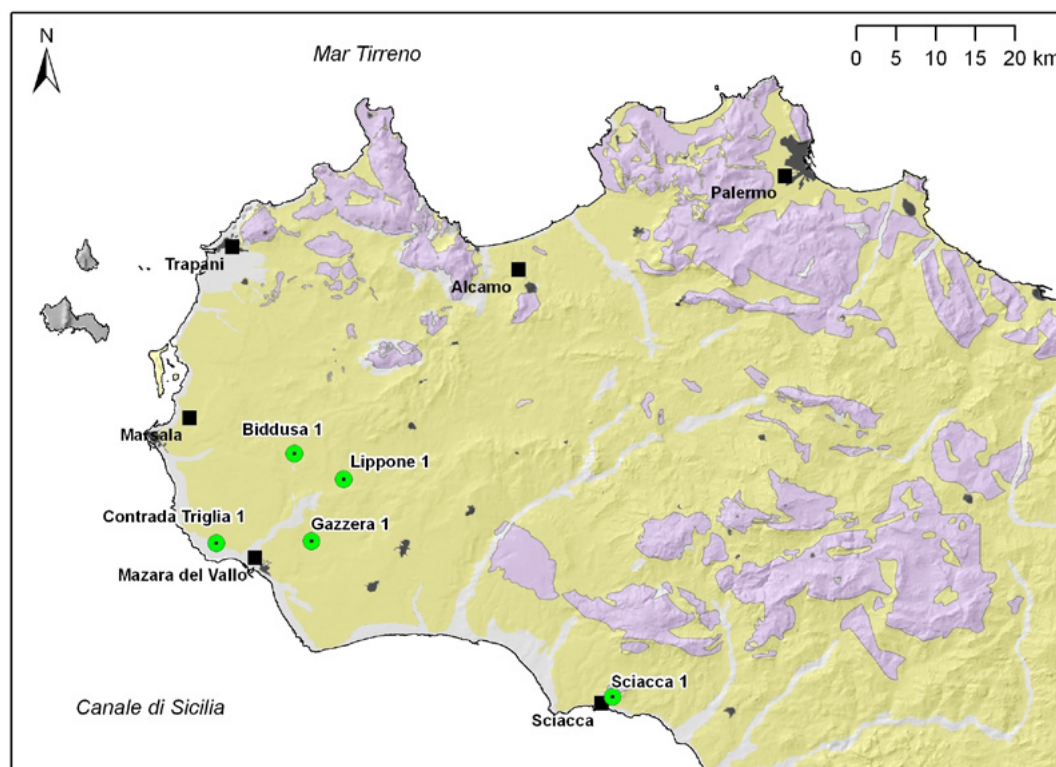 N
Mar Tirreno
0 5 10 15 20 km
Palermo
Trapani
Alcamo
Marsala
Biddusa 1
Lippone 1
Contrada Triglia 1
Gazzera 1
Mazara del Vallo
Sciacca 1
Canale di Sicilia
Sciacca